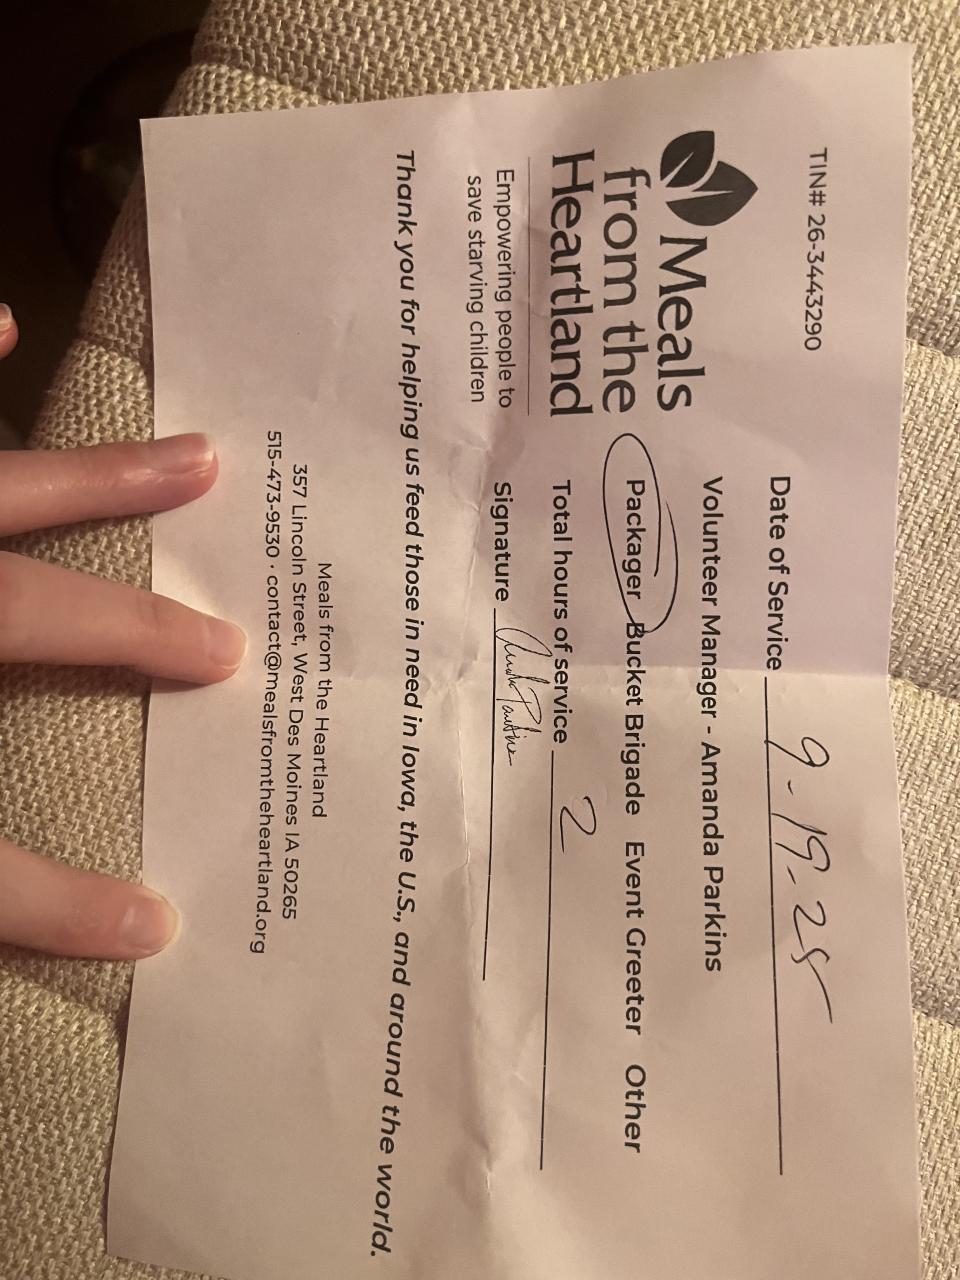 TIN# 26-3443290
Meals
from the
Heartland
Empowering people to
save starving children
Date of Service 9-19-25
Volunteer Manager - Amanda Parkins
Packager Bucket Brigade Event Greeter Other
Total hours of service 2
Signature
Thank you for helping us feed those in need in Iowa, the U.S., and around the world.
Meals from the Heartland
357 Lincoln Street, West Des Moines IA 50265
515-473-9530 · contact@mealsfromtheheartland.org